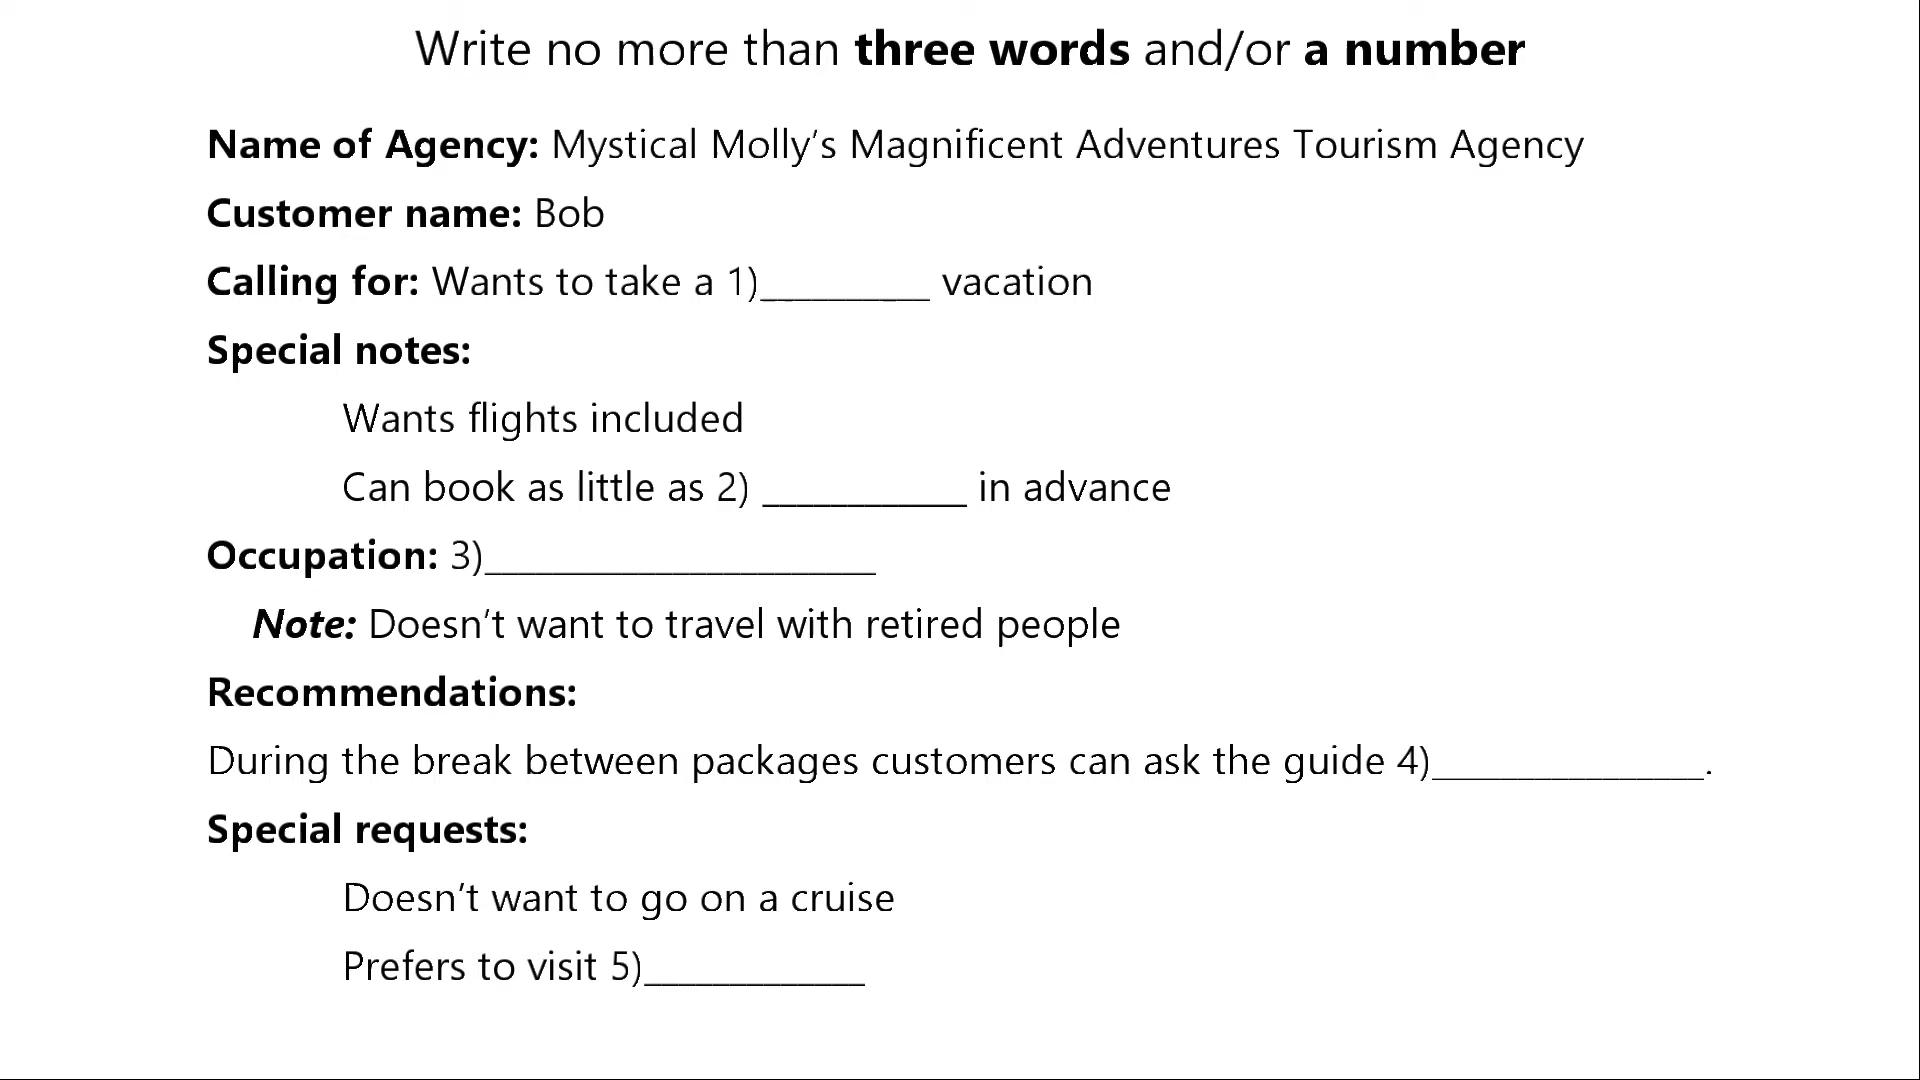 Write no more than three words and/or a number
Name of Agency: Mystical Molly's Magnificent Adventures Tourism Agency
Customer name: Bob
Calling for: Wants to take a 1)__________ vacation
Special notes:
Wants flights included
Can book as little as 2) ____________ in advance
Occupation: 3)_______________________
Note: Doesn't want to travel with retired people
Recommendations:
During the break between packages customers can ask the guide 4)________________.
Special requests:
Doesn't want to go on a cruise
Prefers to visit 5)_____________